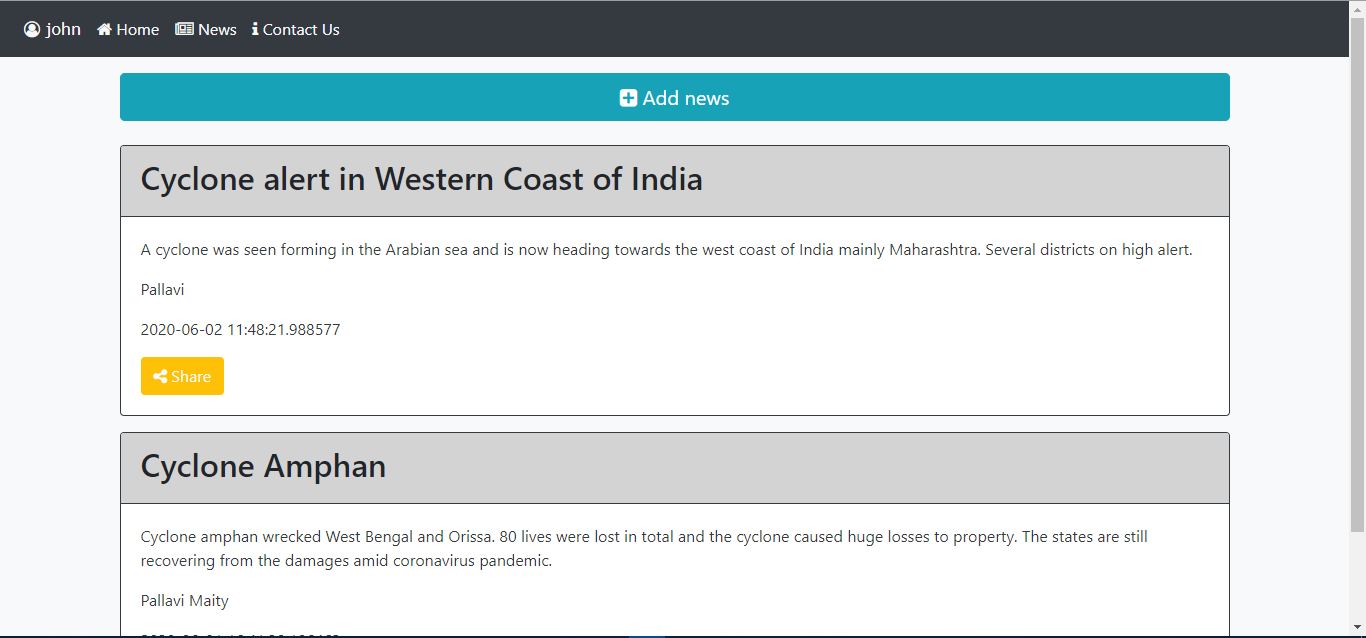 john Home News Contact Us
Add news
Cyclone alert in Western Coast of India
A cyclone was seen forming in the Arabian sea and is now heading towards the west coast of India mainly Maharashtra. Several districts on high alert.
Pallavi
2020-06-02 11:48:21.988577
Share
Cyclone Amphan
Cyclone amphan wrecked West Bengal and Orissa. 80 lives were lost in total and the cyclone caused huge losses to property. The states are still
recovering from the damages amid coronavirus pandemic.
Pallavi Maity